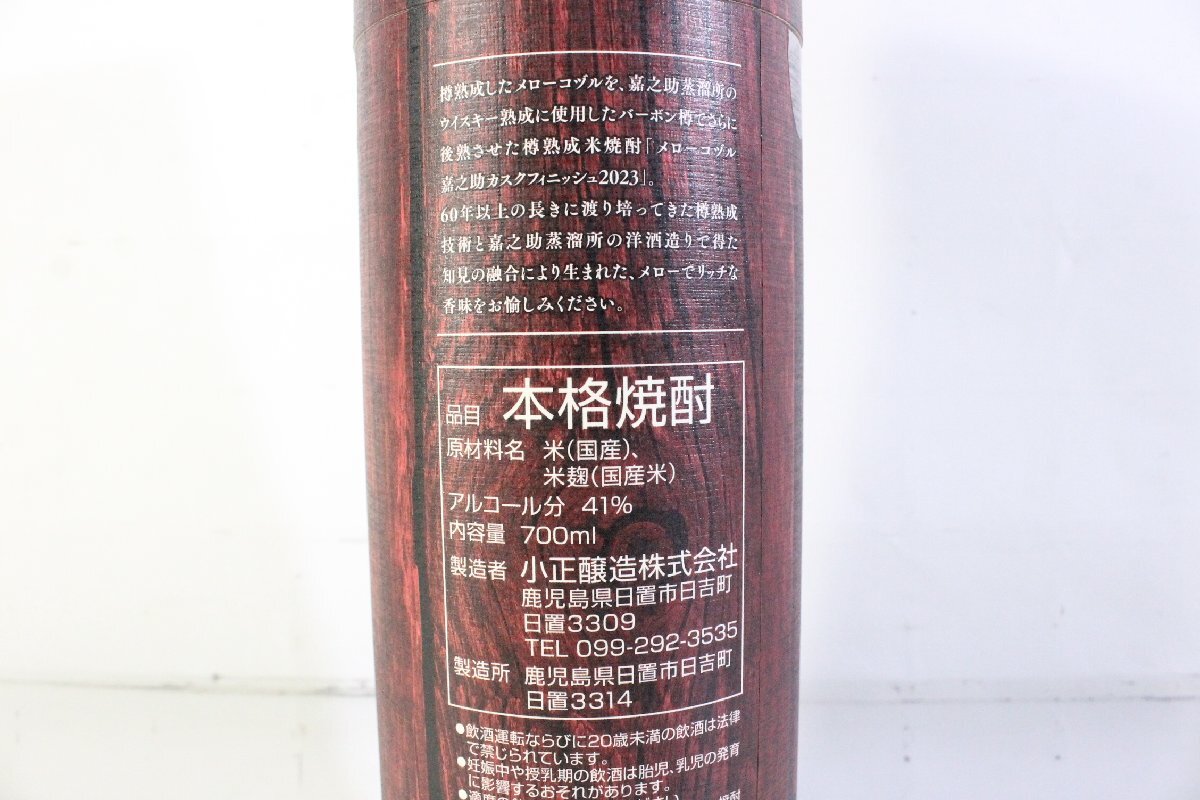 樽熟成したメローコヅルを、嘉之助蒸溜所の
ウイスキー熟成に使用したバーボン樽でさらに
後熟させた樽熟成米焼酎「メローコヅル
嘉之助カスクフィニッシュ2023」。
60年以上の長きに渡り培ってきた樽熟成
技術と嘉之助蒸溜所の洋酒造りで得た
知見の融合により生まれた、メローでリッチな
香味をお愉しみください。
品目 本格焼酎
原材料名 米(国産)、
米麹(国産米)
アルコール分 41%
内容量 700ml
製造者 小正醸造株式会社
鹿児島県日置市日吉町
日置3309
TEL 099-292-3535
製造所 鹿児島県日置市日吉町
日置3314
●飲酒運転ならびに20歳未満の飲酒は法律
で禁じられています。
●妊娠中や授乳期の飲酒は胎児、乳児の発育
に影響するおそれがあります。